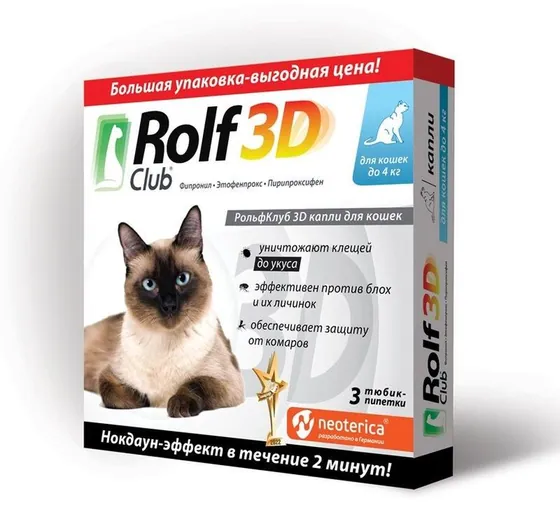 Большая упаковка-выгодная цена!
Rolf 3D
Club®
Фипронил • Этофенпрокс • Пирипроксифен
для кошек
до 4 кг
РольфКлуб 3D капли для кошек
уничтожают клещей
до укуса
эффективен против блох
и их личинок
обеспечивает защиту
от комаров
3 тюбик-
пипетки
neoterica®
разработано в Германии
Нокдаун-эффект в течение 2 минут!
капли
для кошек до 4 кг
Rolf 3D
Club®